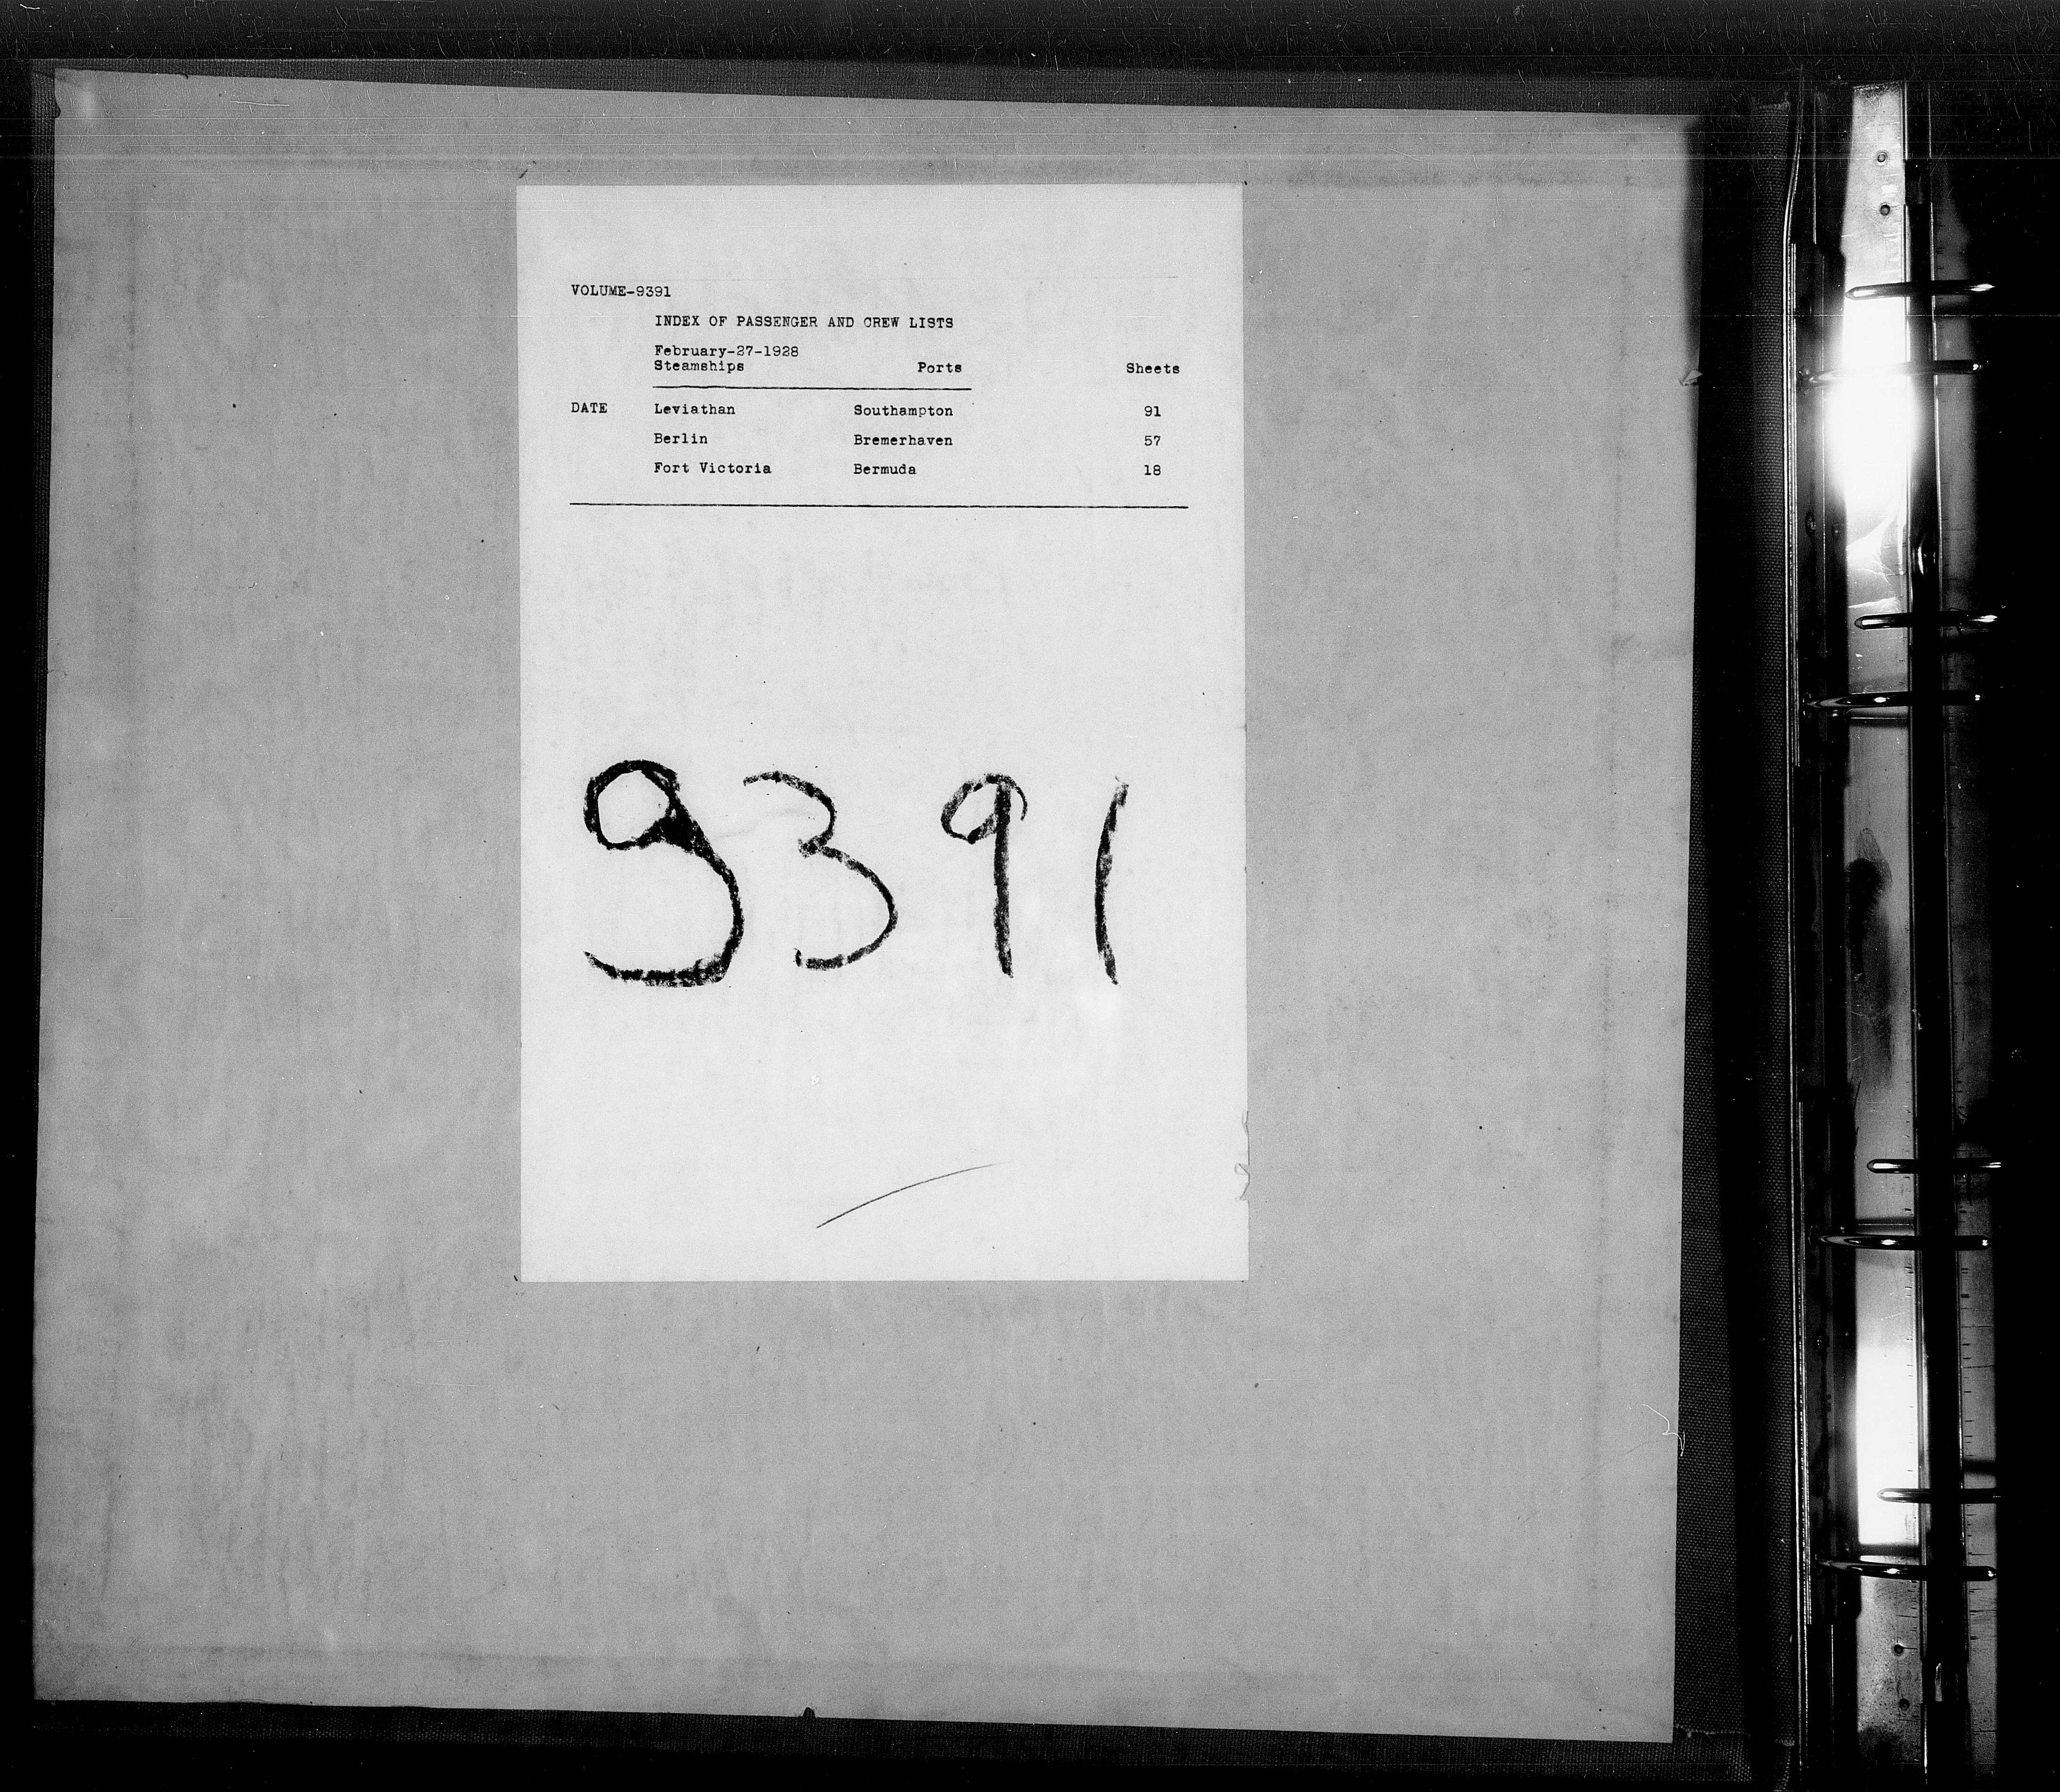 VOLUME-9391
INDEX OF PASSENGER AND CREW LISTS
February-27-1928
Steamships Ports Sheets
DATE Leviathan Southampton 91
Berlin Bremerhaven 57
Fort Victoria Bermuda 18
9391